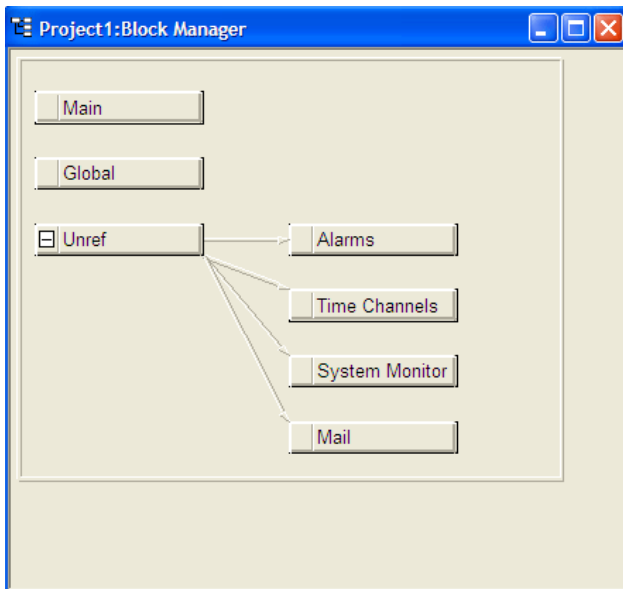 Project1:Block Manager
Main
Global
Unref
Alarms
Time Channels
System Monitor
Mail